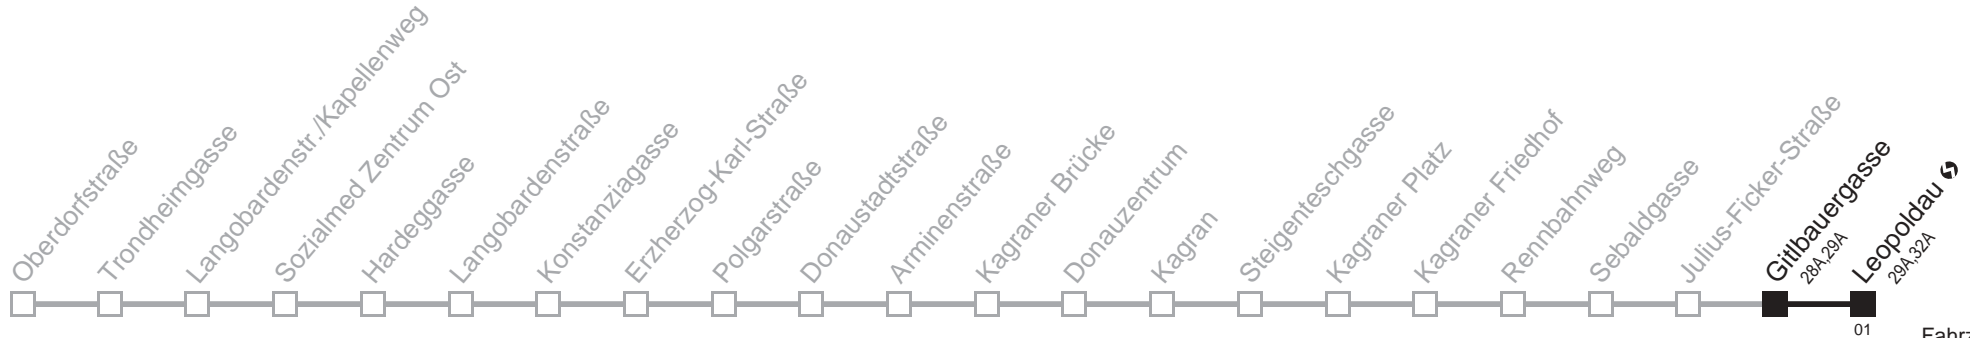 Oberdorfstraße
Trondheimgasse
Langobardenstr./Kapellenweg
Sozialmed Zentrum Ost
Hardeggasse
Langobardenstraße
Konstanziagasse
Erzherzog-Karl-Straße
Polgarstraße
Donaustadtstraße
Arminenstraße
Kagraner Brücke
Donauzentrum
Kagran
Steigenteschgasse
Kagraner Platz
Kagraner Friedhof
Rennbahnweg
Sebaldgasse
Julius-Ficker-Straße
Gitlbauergasse
28A,29A
Leopoldau
29A,32A
01
Fahrz